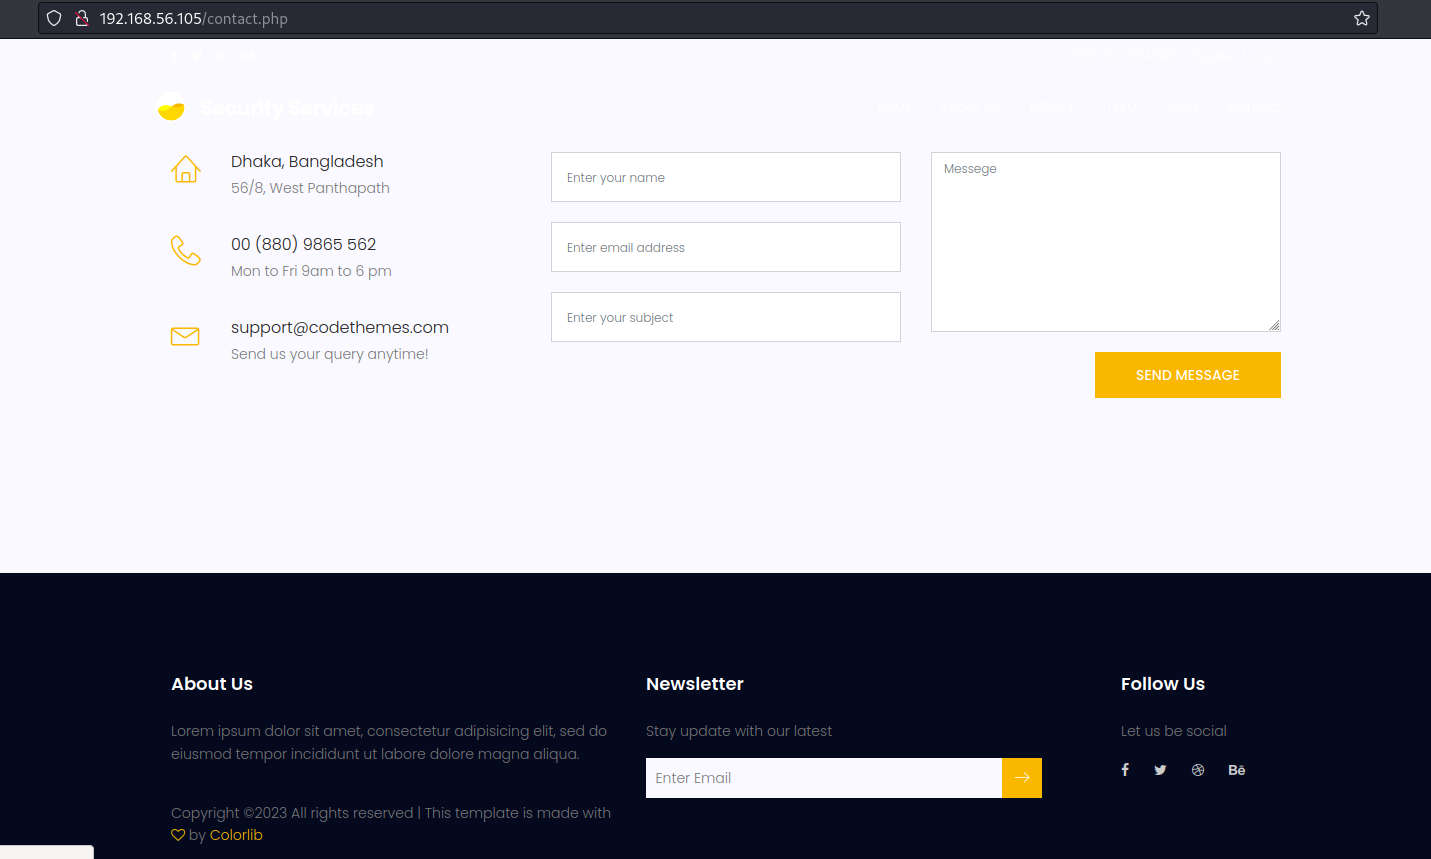 192.168.56.105/contact.php
Security Services
HOME ABOUT US SERVICE TEAM BLOG CONTACT
Dhaka, Bangladesh
56/8, West Panthapath
00 (880) 9865 562
Mon to Fri 9am to 6 pm
support@codethemes.com
Send us your query anytime!
Enter your name
Enter email address
Enter your subject
Messege
SEND MESSAGE
About Us
Lorem ipsum dolor sit amet, consectetur adipisicing elit, sed do
eiusmod tempor incididunt ut labore dolore magna aliqua.
Copyright ©2023 All rights reserved | This template is made with
by Colorlib
Newsletter
Stay update with our latest
Enter Email
Follow Us
Let us be social
Bē